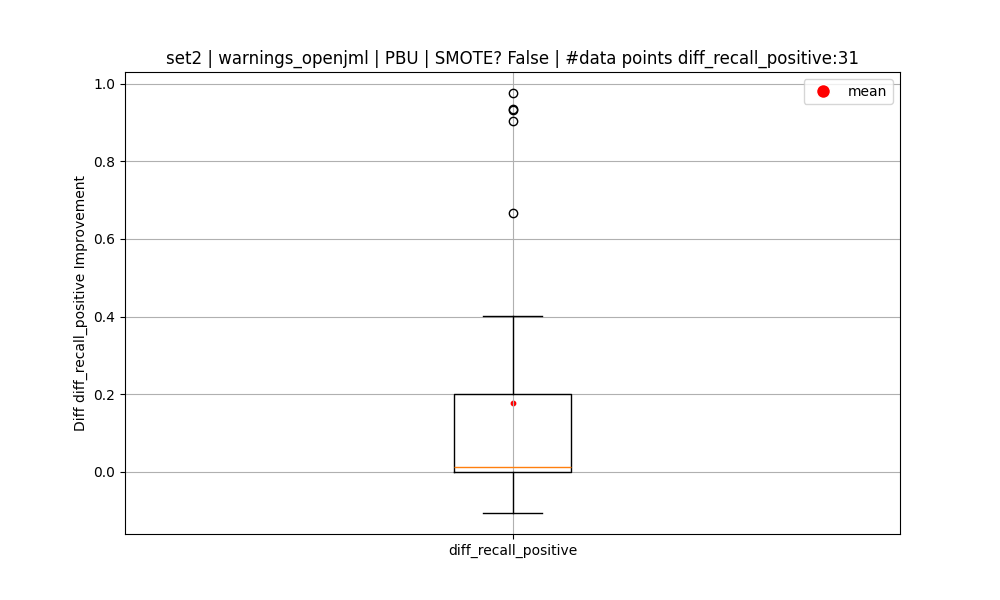 set2 | warnings_openjml | PBU | SMOTE? False | #data points diff_recall_positive:31
mean
Diff diff_recall_positive Improvement
1.0
0.8
0.6
0.4
0.2
0.0
diff_recall_positive